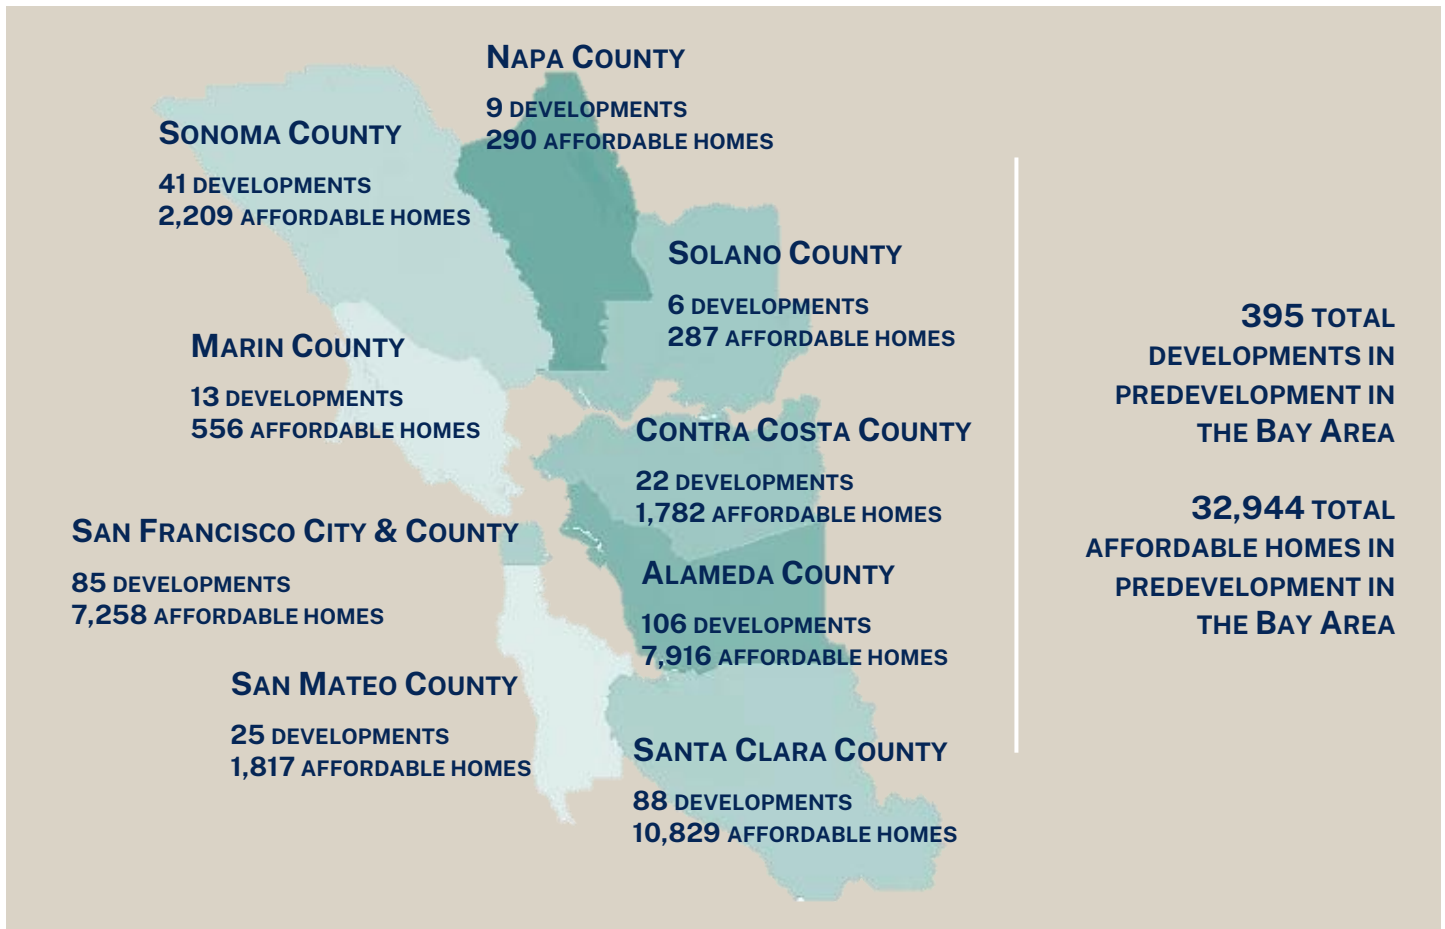 NAPA COUNTY
9 DEVELOPMENTS
290 AFFORDABLE HOMES
SONOMA COUNTY
41 DEVELOPMENTS
2,209 AFFORDABLE HOMES
SOLANO COUNTY
6 DEVELOPMENTS
287 AFFORDABLE HOMES
MARIN COUNTY
13 DEVELOPMENTS
556 AFFORDABLE HOMES
CONTRA COSTA COUNTY
22 DEVELOPMENTS
1,782 AFFORDABLE HOMES
SAN FRANCISCO CITY & COUNTY
85 DEVELOPMENTS
7,258 AFFORDABLE HOMES
ALAMEDA COUNTY
106 DEVELOPMENTS
7,916 AFFORDABLE HOMES
SAN MATEO COUNTY
25 DEVELOPMENTS
1,817 AFFORDABLE HOMES
SANTA CLARA COUNTY
88 DEVELOPMENTS
10,829 AFFORDABLE HOMES
395 TOTAL
DEVELOPMENTS IN
PREDEVELOPMENT IN
THE BAY AREA
32,944 TOTAL
AFFORDABLE HOMES IN
PREDEVELOPMENT IN
THE BAY AREA